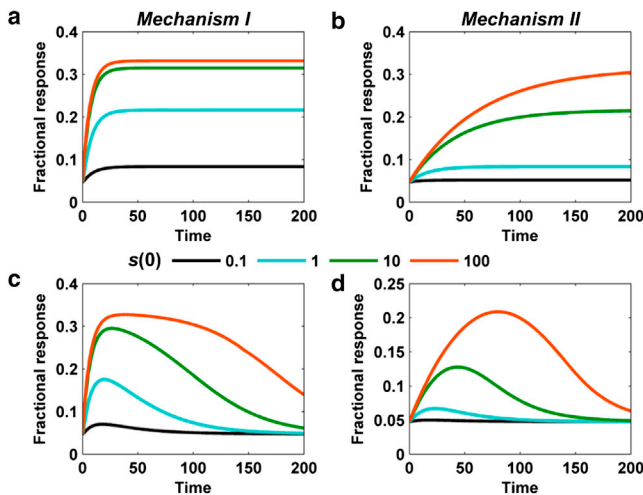 a Mechanism I
Fractional response
0.4
0.3
0.2
0.1
0
0 50 100 150 200
Time
b Mechanism II
Fractional response
0.4
0.3
0.2
0.1
0
0 50 100 150 200
Time
s(0) 0.1 1 10 100
c
Fractional response
0.4
0.3
0.2
0.1
0
0 50 100 150 200
Time
d
Fractional response
0.25
0.2
0.15
0.10
0.05
0
0 50 100 150 200
Time